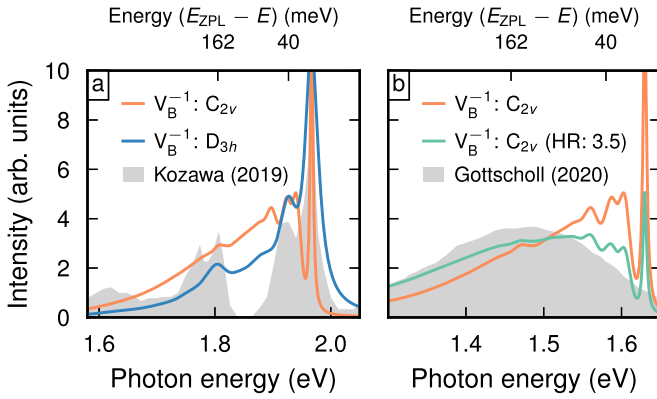 Energy (E_ZPL − E) (meV)
162 40
Energy (E_ZPL − E) (meV)
162 40
a
V_B^−1: C_2v
V_B^−1: D_3h
Kozawa (2019)
b
V_B^−1: C_2v
V_B^−1: C_2v (HR: 3.5)
Gottscholl (2020)
Intensity (arb. units)
10
8
6
4
2
0
1.6 1.8 2.0
1.4 1.5 1.6
Photon energy (eV)
Photon energy (eV)